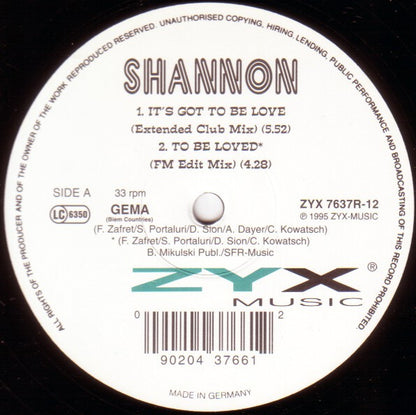 ALL RIGHTS OF THE PRODUCER AND OF THE OWNER OF THE WORK REPRODUCED RESERVED. UNAUTHORISED COPYING, HIRING, LENDING, PUBLIC PERFORMANCE AND BROADCASTING OF THIS RECORD PROHIBITED.
SHANNON
1. IT'S GOT TO BE LOVE
(Extended Club Mix) (5.52)
2. TO BE LOVED*
(FM Edit Mix) (4.28)
SIDE A 33 rpm ZYX 7637R-12
LC 6350 GEMA ℗ 1995 ZYX-MUSIC
(Biem Countries)
(F. Zafret/S. Portaluri/D. Sion/A. Dayer/C. Kowatsch)
* (F. Zafret/S. Portaluri/D. Sion/C. Kowatsch)
B. Mikulski Publ./SFR-Music
ZYX ®
MUSIC
0 2
90204 37661
MADE IN GERMANY